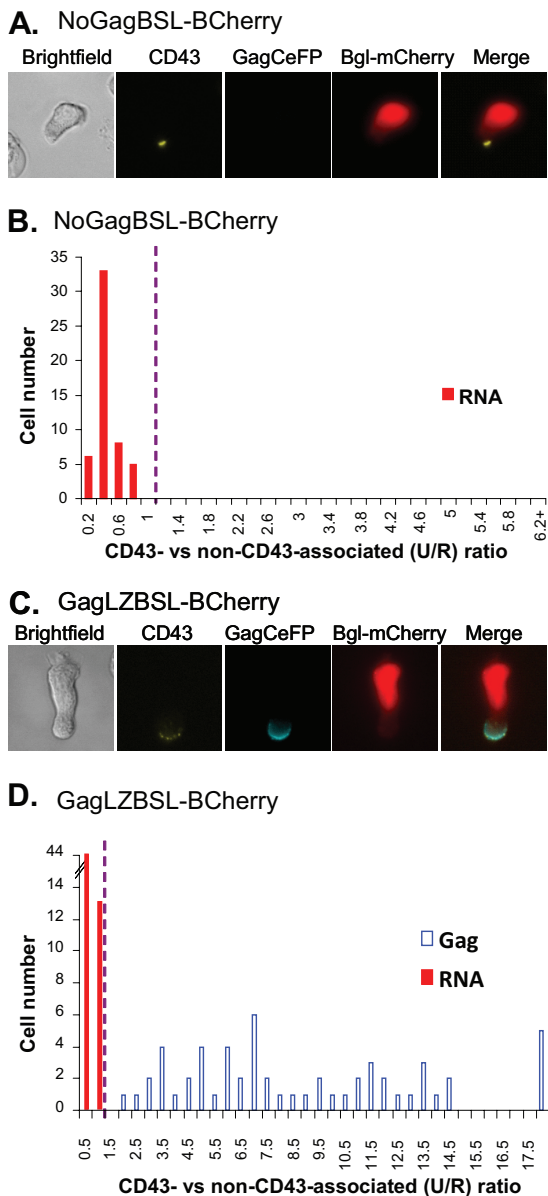 A. NoGagBSL-BCherry
Brightfield CD43 GagCeFP Bgl-mCherry Merge
B. NoGagBSL-BCherry
Cell number
35
30
25
20
15
10
5
0
RNA
0.2 0.6 1 1.4 1.8 2.2 2.6 3 3.4 3.8 4.2 4.6 5 5.4 5.8 6.2+
CD43- vs non-CD43-associated (U/R) ratio
C. GagLZBSL-BCherry
Brightfield CD43 GagCeFP Bgl-mCherry Merge
D. GagLZBSL-BCherry
Cell number
44
14
12
10
8
6
4
2
0
Gag
RNA
0.5 1.5 2.5 3.5 4.5 5.5 6.5 7.5 8.5 9.5 10.5 11.5 12.5 13.5 14.5 15.5 16.5 17.5
CD43- vs non-CD43-associated (U/R) ratio